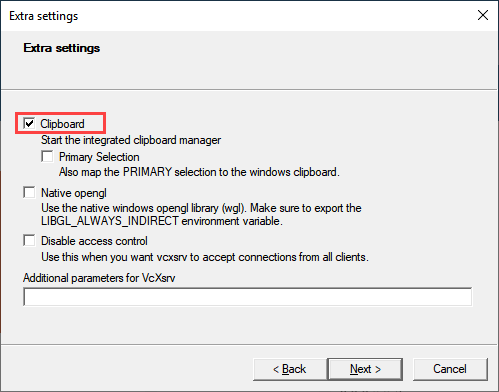 Extra settings
Extra settings
Clipboard
Start the integrated clipboard manager
Primary Selection
Also map the PRIMARY selection to the windows clipboard.
Native opengl
Use the native windows opengl library (wgl). Make sure to export the
LIBGL_ALWAYS_INDIRECT environment variable.
Disable access control
Use this when you want vcxsrv to accept connections from all clients.
Additional parameters for VcXsrv
< Back
Next >
Cancel